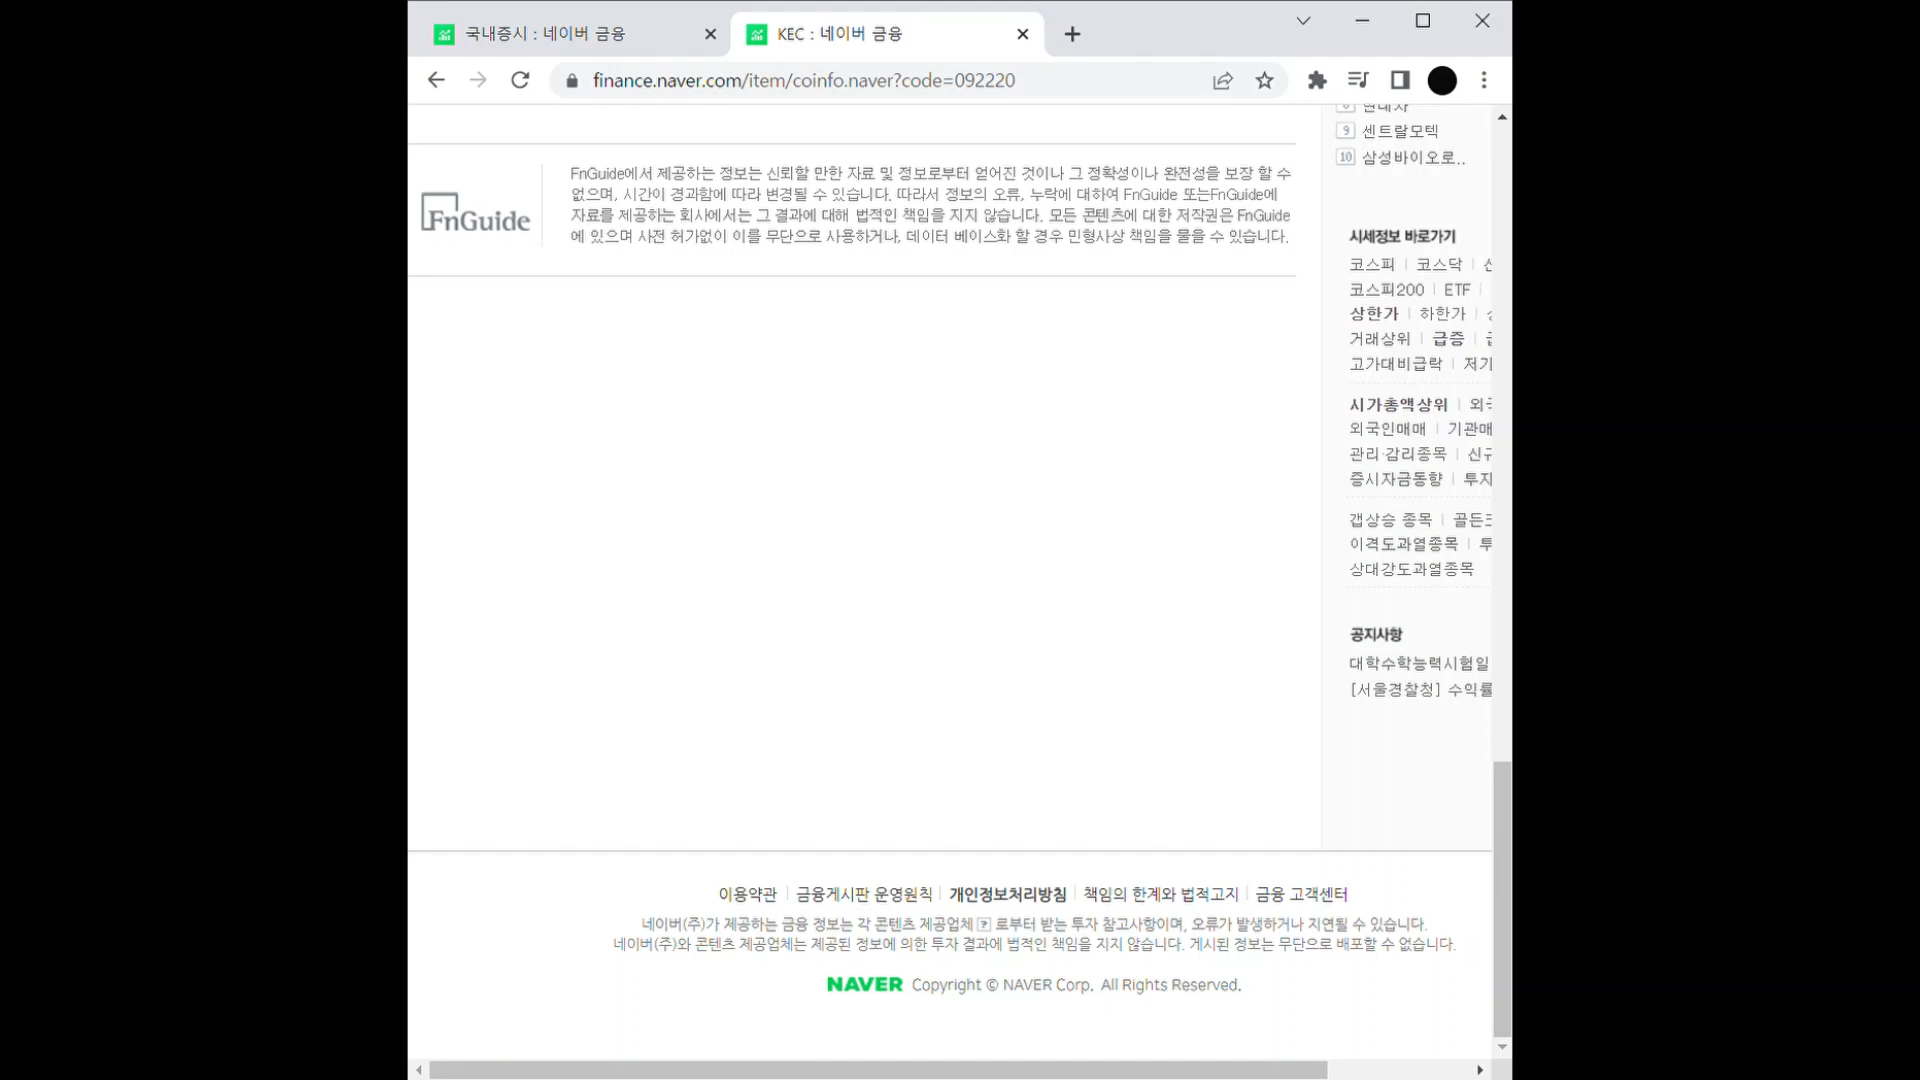 국내증시 : 네이버 금융
KEC : 네이버 금융
finance.naver.com/item/coinfo.naver?code=092220
현대차
9 센트랄모텍
10 삼성바이오로..
FnGuide
FnGuide에서 제공하는 정보는 신뢰할 만한 자료 및 정보로부터 얻어진 것이나 그 정확성이나 완전성을 보장 할 수
없으며, 시간이 경과함에 따라 변경될 수 있습니다. 따라서 정보의 오류, 누락에 대하여 FnGuide 또는FnGuide에
자료를 제공하는 회사에서는 그 결과에 대해 법적인 책임을 지지 않습니다. 모든 콘텐츠에 대한 저작권은 FnGuide
에 있으며 사전 허가없이 이를 무단으로 사용하거나, 데이터 베이스화 할 경우 민형사상 책임을 물을 수 있습니다.
시세정보 바로가기
코스피 | 코스닥 |
코스피200 | ETF |
상한가 | 하한가 |
거래상위 | 급증 |
고가대비급락 | 저가
시가총액상위 | 외국
외국인매매 | 기관매
관리·감리종목 | 신규
증시자금동향 | 투자
갭상승 종목 | 골든크
이격도과열종목 | 투
상대강도과열종목
공지사항
대학수학능력시험일
[서울경찰청] 수익률
이용약관 | 금융게시판 운영원칙 | 개인정보처리방침 | 책임의 한계와 법적고지 | 금융 고객센터
네이버(주)가 제공하는 금융 정보는 각 콘텐츠 제공업체 ? 로부터 받는 투자 참고사항이며, 오류가 발생하거나 지연될 수 있습니다.
네이버(주)와 콘텐츠 제공업체는 제공된 정보에 의한 투자 결과에 법적인 책임을 지지 않습니다. 게시된 정보는 무단으로 배포할 수 없습니다.
NAVER Copyright © NAVER Corp. All Rights Reserved.